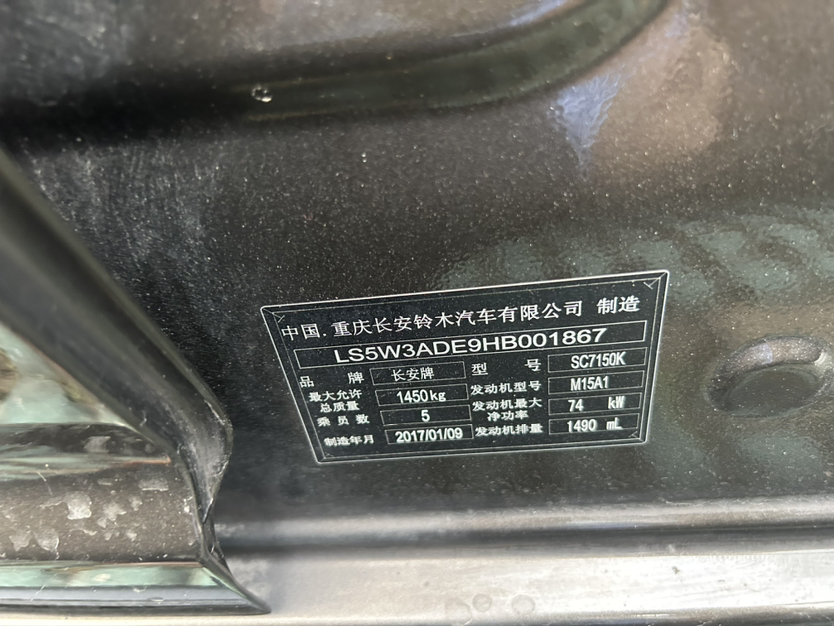 中国.重庆长安铃木汽车有限公司 制造
LS5W3ADE9HB001867
品牌 长安牌 型号 SC7150K
最大允许总质量 1450kg 发动机型号 M15A1
乘员数 5 发动机最大净功率 74 kW
制造年月 2017/01/09 发动机排量 1490 mL